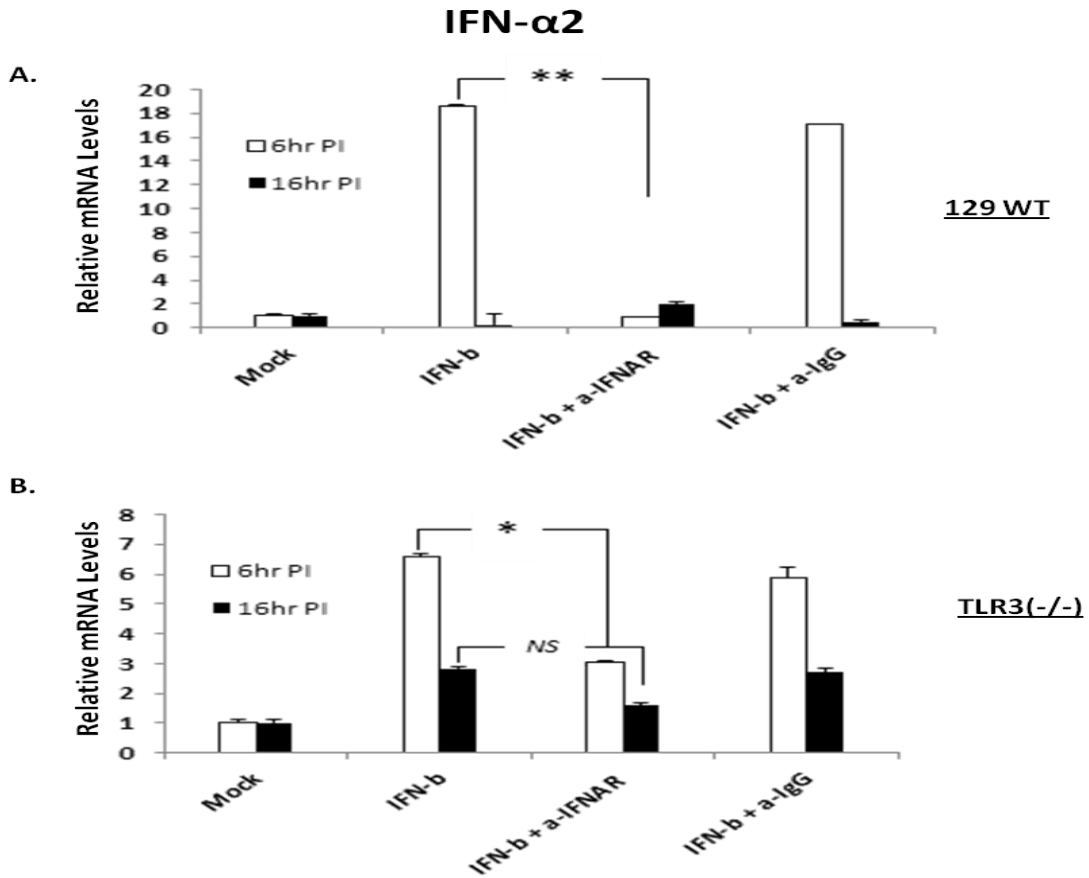 IFN-α2
A.
Relative mRNA Levels
20
18
16
14
12
10
8
6
4
2
0
6hr PI
16hr PI
**
129 WT
Mock
IFN-b
IFN-b + a-IFNAR
IFN-b + a-IgG
B.
Relative mRNA Levels
8
7
6
5
4
3
2
1
0
6hr PI
16hr PI
*
NS
TLR3(-/-)
Mock
IFN-b
IFN-b + a-IFNAR
IFN-b + a-IgG